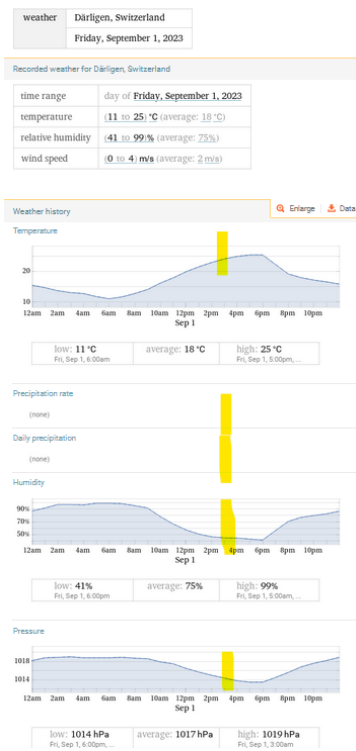 weather
Därligen, Switzerland
Friday, September 1, 2023
Recorded weather for Därligen, Switzerland
time range day of Friday, September 1, 2023
temperature (11 to 25) °C (average: 18 °C)
relative humidity (41 to 99)% (average: 75%)
wind speed (0 to 4) m/s (average: 2 m/s)
Weather history
Enlarge
Data
Temperature
20
10
12am 2am 4am 6am 8am 10am 12pm 2pm 4pm 6pm 8pm 10pm
Sep 1
low: 11 °C average: 18 °C high: 25 °C
Fri, Sep 1, 6:00am Fri, Sep 1, 5:00pm, ...
Precipitation rate
(none)
Daily precipitation
(none)
Humidity
90%
70%
50%
12am 2am 4am 6am 8am 10am 12pm 2pm 4pm 6pm 8pm 10pm
Sep 1
low: 41% average: 75% high: 99%
Fri, Sep 1, 6:00pm Fri, Sep 1, 5:00am, ...
Pressure
1018
1014
12am 2am 4am 6am 8am 10am 12pm 2pm 4pm 6pm 8pm 10pm
Sep 1
low: 1014 hPa average: 1017 hPa high: 1019 hPa
Fri, Sep 1, 6:00pm, ... Fri, Sep 1, 3:00am